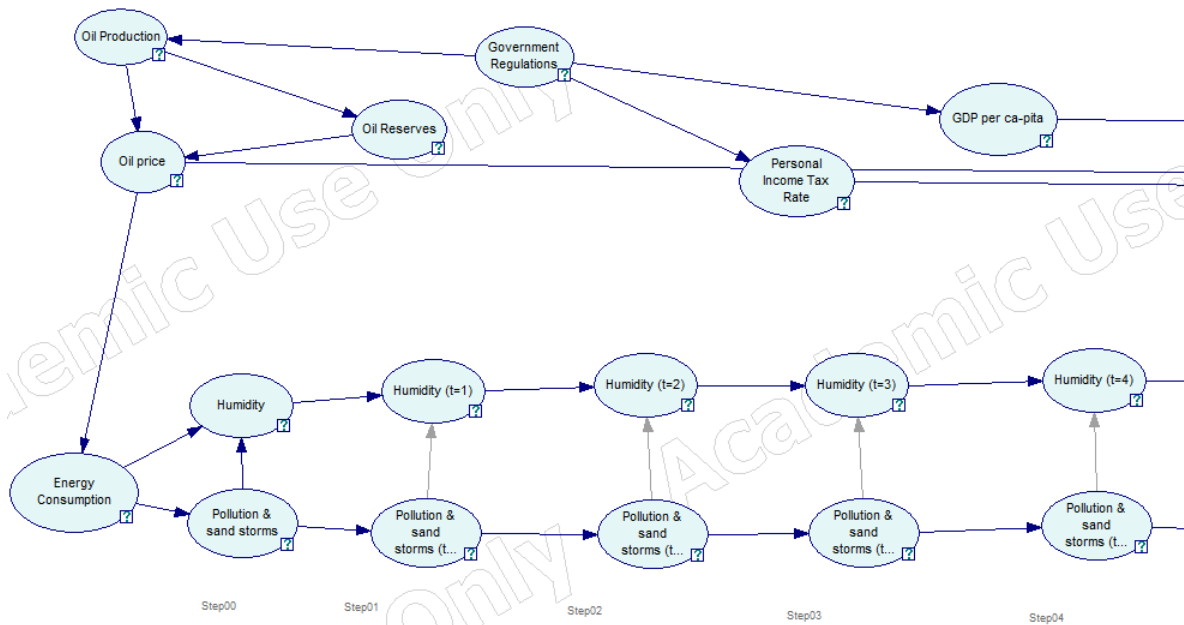 Oil Production
?
Government
Regulations
?
Oil Reserves
?
GDP per ca-pita
?
Oil price
?
Personal
Income Tax
Rate
?
Humidity
?
Humidity (t=1)
?
Humidity (t=2)
?
Humidity (t=3)
?
Humidity (t=4)
?
Energy
Consumption
?
Pollution &
sand storms
?
Pollution &
sand
storms (t...
?
Pollution &
sand
storms (t...
?
Pollution &
sand
storms (t...
?
Pollution &
sand
storms (t...
?
Step00
Step01
Step02
Step03
Step04
demic Use Only
Academic Use Only
Only